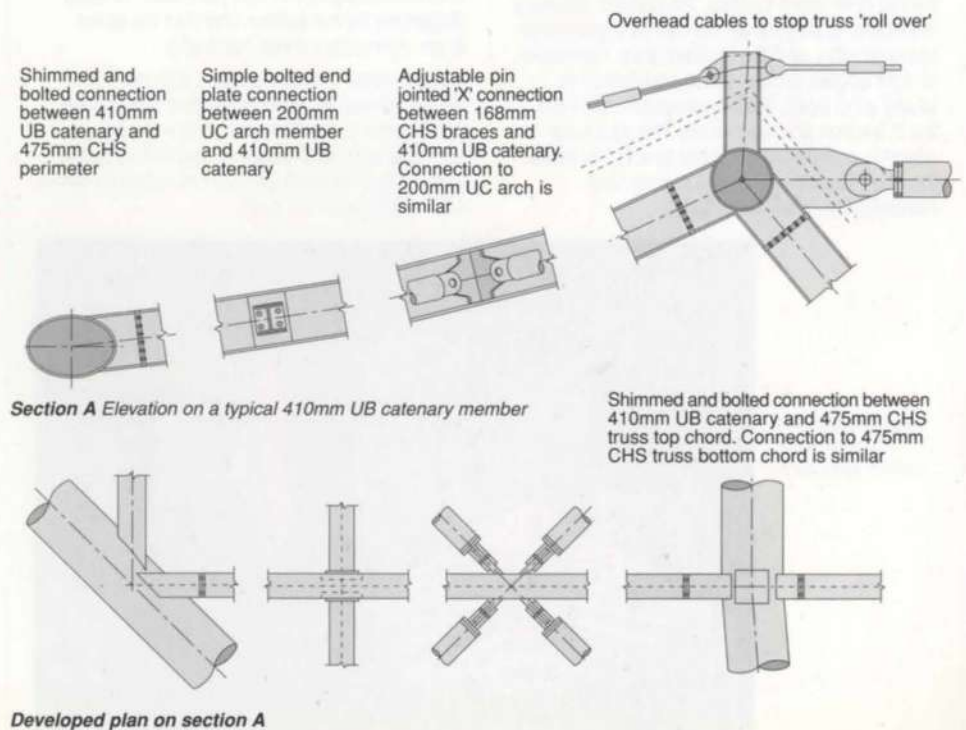 Overhead cables to stop truss 'roll over'
Shimmed and
bolted connection
between 410mm
UB catenary and
475mm CHS
perimeter
Simple bolted end
plate connection
between 200mm
UC arch member
and 410mm UB
catenary
Adjustable pin
jointed 'X' connection
between 168mm
CHS braces and
410mm UB catenary.
Connection to
200mm UC arch is
similar
Section A Elevation on a typical 410mm UB catenary member
Shimmed and bolted connection between
410mm UB catenary and 475mm CHS
truss top chord. Connection to 475mm
CHS truss bottom chord is similar
Developed plan on section A